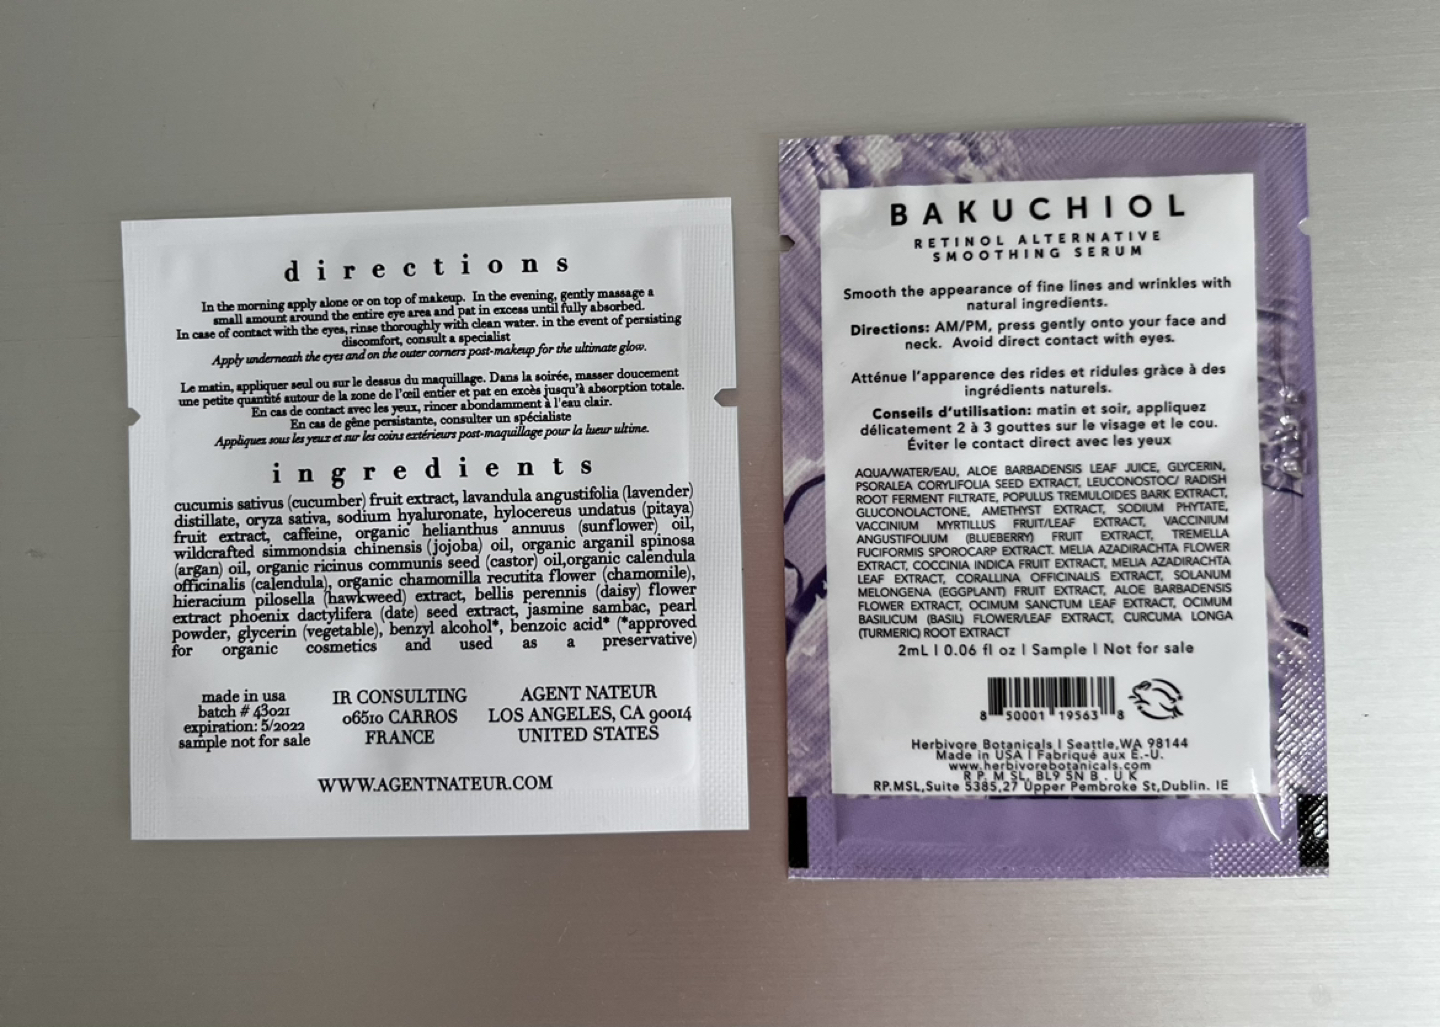 directions
In the morning apply alone or on top of makeup. In the evening, gently massage a
small amount around the entire eye area and pat in excess until fully absorbed.
In case of contact with the eyes, rinse thoroughly with clean water. in the event of persisting
discomfort, consult a specialist
Apply underneath the eyes and on the outer corners post-makeup for the ultimate glow.
Le matin, appliquer seul ou sur le dessus du maquillage. Dans la soirée, masser doucement
une petite quantité autour de la zone de l'œil entier et pat en excès jusqu'à absorption totale.
En cas de contact avec les yeux, rincer abondamment à l'eau clair.
En cas de gêne persistante, consulter un spécialiste
Appliquez sous les yeux et sur les coins extérieurs post-maquillage pour la lueur ultime.
ingredients
cucumis sativus (cucumber) fruit extract, lavandula angustifolia (lavender)
distillate, oryza sativa, sodium hyaluronate, hylocereus undatus (pitaya)
fruit extract, caffeine, organic helianthus annuus (sunflower) oil,
wildcrafted simmondsia chinensis (jojoba) oil, organic arganil spinosa
(argan) oil, organic ricinus communis seed (castor) oil,organic calendula
officinalis (calendula), organic chamomilla recutita flower (chamomile),
hieracium pilosella (hawkweed) extract, bellis perennis (daisy) flower
extract phoenix dactylifera (date) seed extract, jasmine sambac, pearl
powder, glycerin (vegetable), benzyl alcohol*, benzoic acid* (*approved
for organic cosmetics and used as a preservative)
made in usa
batch # 43021
expiration: 5/2022
sample not for sale
IR CONSULTING
06510 CARROS
FRANCE
AGENT NATEUR
LOS ANGELES, CA 90014
UNITED STATES
WWW.AGENTNATEUR.COM
BAKUCHIOL
RETINOL ALTERNATIVE
SMOOTHING SERUM
Smooth the appearance of fine lines and wrinkles with
natural ingredients.
Directions: AM/PM, press gently onto your face and
neck. Avoid direct contact with eyes.
Atténue l'apparence des rides et ridules gràce à des
ingrédients naturels.
Conseils d'utilisation: matin et soir, appliquez
délicatement 2 à 3 gouttes sur le visage et le cou.
Éviter le contact direct avec les yeux
AQUA/WATER/EAU, ALOE BARBADENSIS LEAF JUICE, GLYCERIN,
PSORALEA CORYLIFOLIA SEED EXTRACT, LEUCONOSTOC/ RADISH
ROOT FERMENT FILTRATE, POPULUS TREMULOIDES BARK EXTRACT,
GLUCONOLACTONE, AMETHYST EXTRACT, SODIUM PHYTATE,
VACCINIUM MYRTILLUS FRUIT/LEAF EXTRACT, VACCINIUM
ANGUSTIFOLIUM (BLUEBERRY) FRUIT EXTRACT, TREMELLA
FUCIFORMIS SPOROCARP EXTRACT. MELIA AZADIRACHTA FLOWER
EXTRACT, COCCINIA INDICA FRUIT EXTRACT, MELIA AZADIRACHTA
LEAF EXTRACT, CORALLINA OFFICINALIS EXTRACT, SOLANUM
MELONGENA (EGGPLANT) FRUIT EXTRACT, ALOE BARBADENSIS
FLOWER EXTRACT, OCIMUM SANCTUM LEAF EXTRACT, OCIMUM
BASILICUM (BASIL) FLOWER/LEAF EXTRACT, CURCUMA LONGA
(TURMERIC) ROOT EXTRACT
2mL | 0.06 fl oz | Sample | Not for sale
8 50001 19563 8
Herbivore Botanicals | Seattle,WA 98144
Made in USA | Fabriqué aux É.-U.
www.herbivorebotanicals.com
R.P. M SL, BL9 5N B . U K
RP.MSL,Suite 5385,27 Upper Pembroke St,Dublin. IE